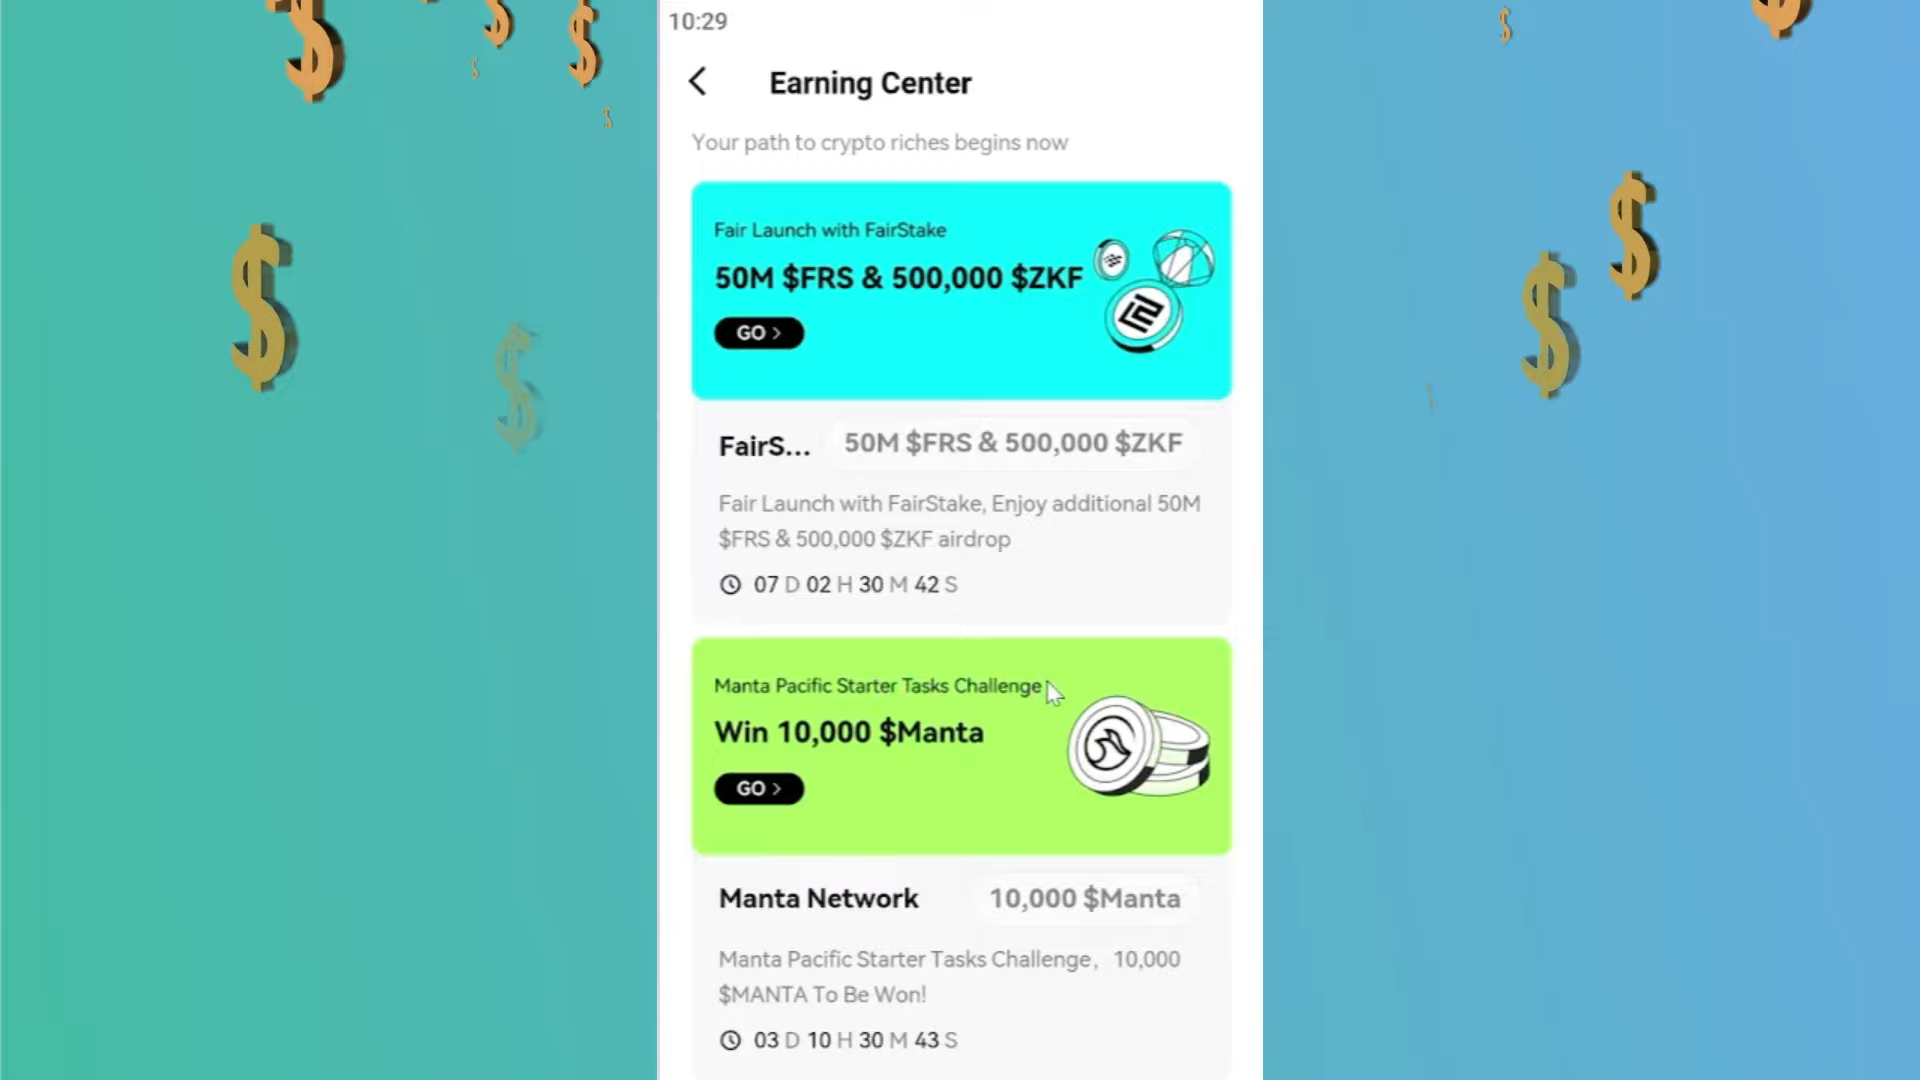 10:29
Earning Center
Your path to crypto riches begins now
Fair Launch with FairStake
50M $FRS & 500,000 $ZKF
GO >
FairS... 50M $FRS & 500,000 $ZKF
Fair Launch with FairStake, Enjoy additional 50M
$FRS & 500,000 $ZKF airdrop
07 D 02 H 30 M 42 S
Manta Pacific Starter Tasks Challenge
Win 10,000 $Manta
GO >
Manta Network 10,000 $Manta
Manta Pacific Starter Tasks Challenge，10,000
$MANTA To Be Won!
03 D 10 H 30 M 43 S